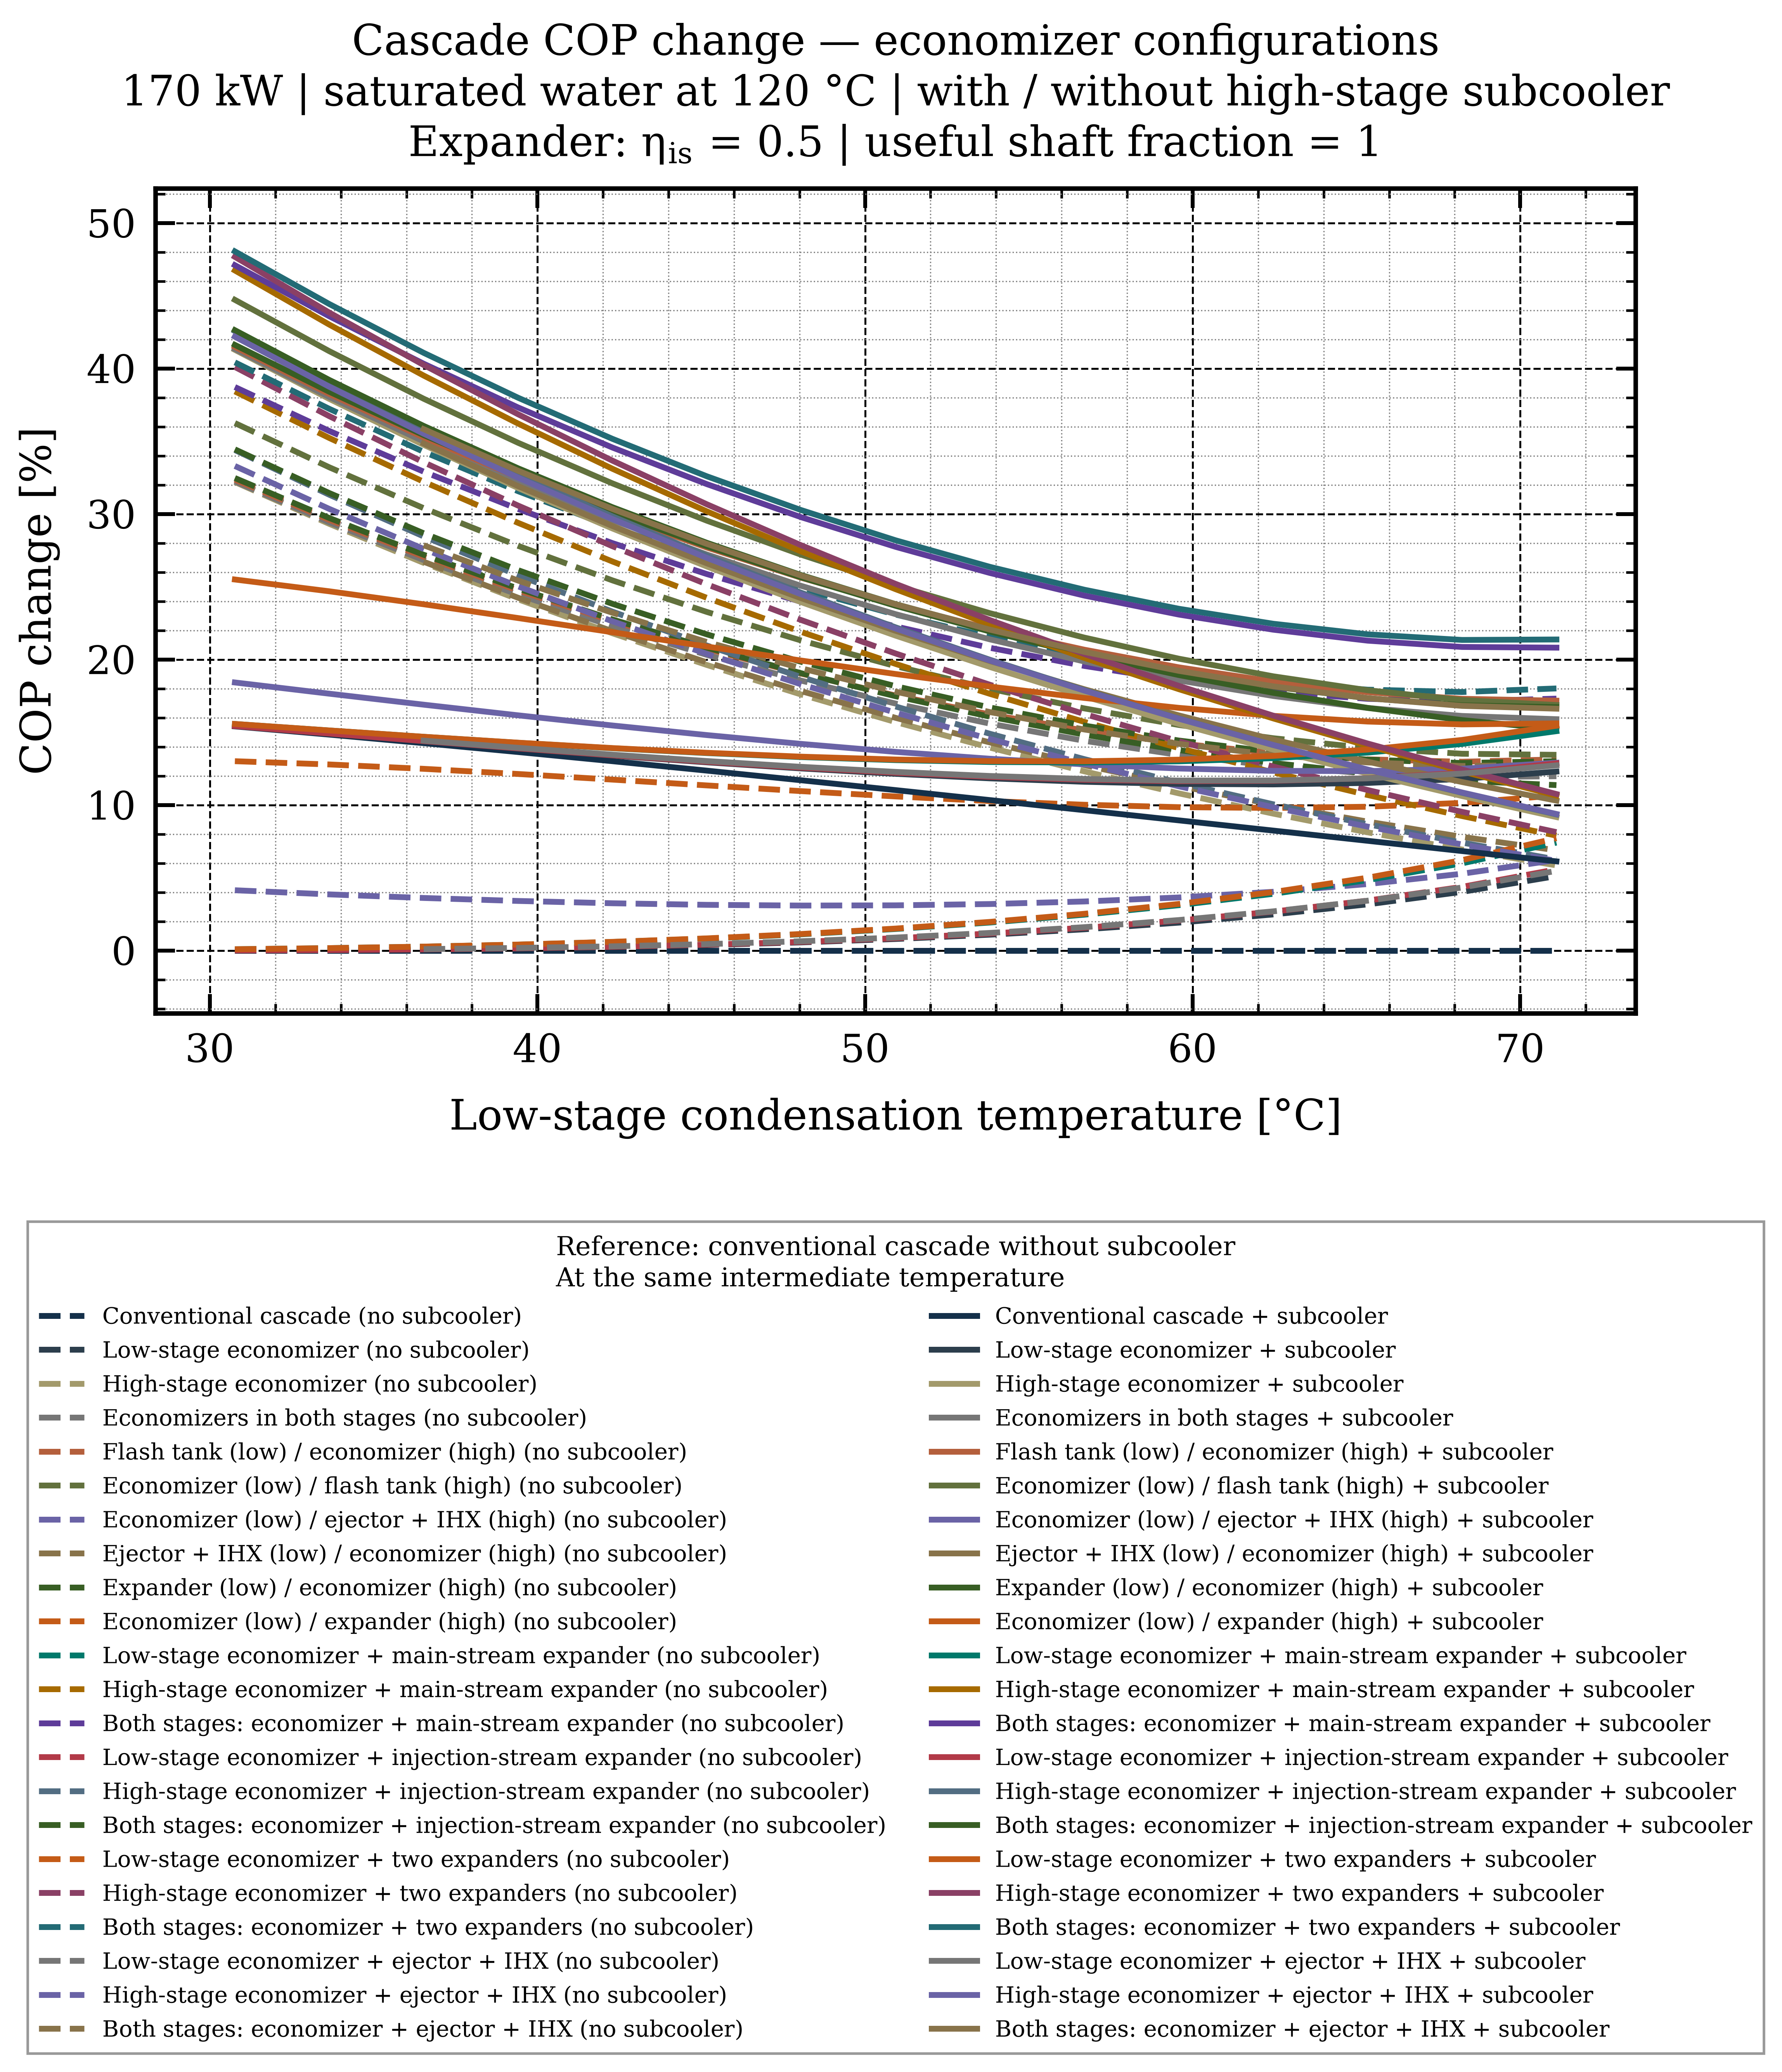 Cascade COP change — economizer configurations
170 kW | saturated water at 120 °C | with / without high-stage subcooler
Expander: ηis = 0.5 | useful shaft fraction = 1
COP change [%]
50
40
30
20
10
0
30 40 50 60 70
Low-stage condensation temperature [°C]
Reference: conventional cascade without subcooler
At the same intermediate temperature
Conventional cascade (no subcooler)
Low-stage economizer (no subcooler)
High-stage economizer (no subcooler)
Economizers in both stages (no subcooler)
Flash tank (low) / economizer (high) (no subcooler)
Economizer (low) / flash tank (high) (no subcooler)
Economizer (low) / ejector + IHX (high) (no subcooler)
Ejector + IHX (low) / economizer (high) (no subcooler)
Expander (low) / economizer (high) (no subcooler)
Economizer (low) / expander (high) (no subcooler)
Low-stage economizer + main-stream expander (no subcooler)
High-stage economizer + main-stream expander (no subcooler)
Both stages: economizer + main-stream expander (no subcooler)
Low-stage economizer + injection-stream expander (no subcooler)
High-stage economizer + injection-stream expander (no subcooler)
Both stages: economizer + injection-stream expander (no subcooler)
Low-stage economizer + two expanders (no subcooler)
High-stage economizer + two expanders (no subcooler)
Both stages: economizer + two expanders (no subcooler)
Low-stage economizer + ejector + IHX (no subcooler)
High-stage economizer + ejector + IHX (no subcooler)
Both stages: economizer + ejector + IHX (no subcooler)
Conventional cascade + subcooler
Low-stage economizer + subcooler
High-stage economizer + subcooler
Economizers in both stages + subcooler
Flash tank (low) / economizer (high) + subcooler
Economizer (low) / flash tank (high) + subcooler
Economizer (low) / ejector + IHX (high) + subcooler
Ejector + IHX (low) / economizer (high) + subcooler
Expander (low) / economizer (high) + subcooler
Economizer (low) / expander (high) + subcooler
Low-stage economizer + main-stream expander + subcooler
High-stage economizer + main-stream expander + subcooler
Both stages: economizer + main-stream expander + subcooler
Low-stage economizer + injection-stream expander + subcooler
High-stage economizer + injection-stream expander + subcooler
Both stages: economizer + injection-stream expander + subcooler
Low-stage economizer + two expanders + subcooler
High-stage economizer + two expanders + subcooler
Both stages: economizer + two expanders + subcooler
Low-stage economizer + ejector + IHX + subcooler
High-stage economizer + ejector + IHX + subcooler
Both stages: economizer + ejector + IHX + subcooler